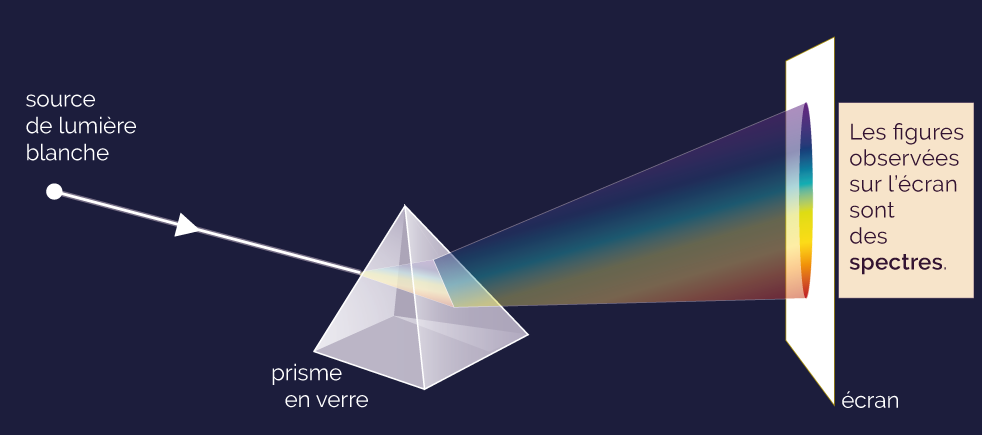 source
de lumière
blanche
prisme
en verre
Les figures
observées
sur l’écran
sont
des
spectres.
écran